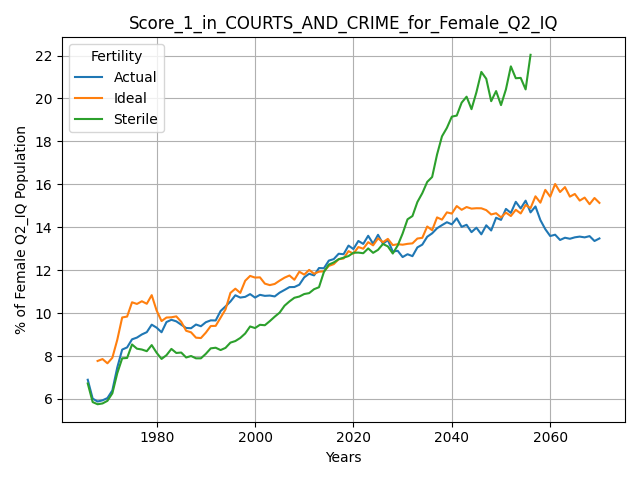 Score_1_in_COURTS_AND_CRIME_for_Female_Q2_IQ
Fertility
Actual
Ideal
Sterile
% of Female Q2_IQ Population
22
20
18
16
14
12
10
8
6
1980
2000
2020
2040
2060
Years